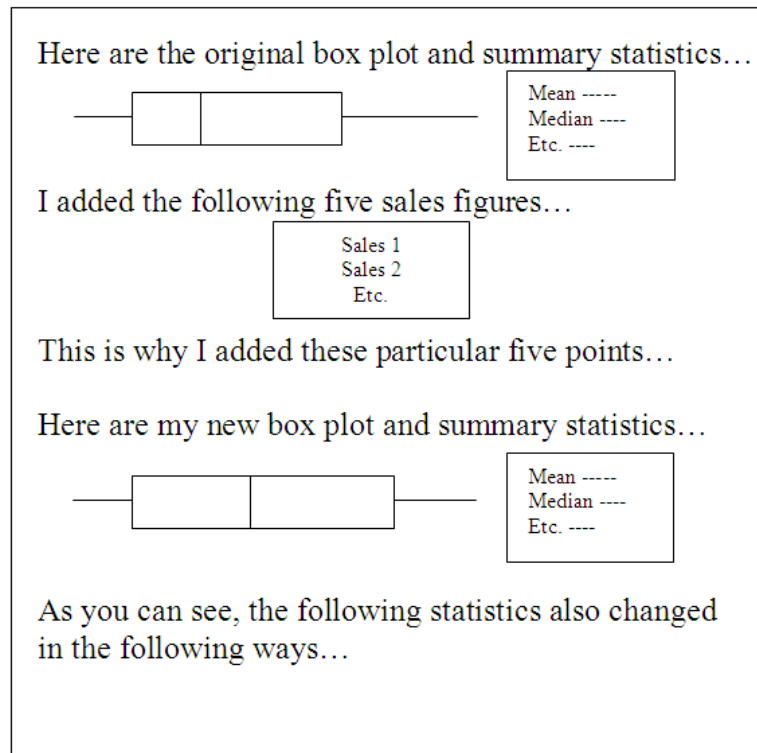 Here are the original box plot and summary statistics…
Mean -----
Median ----
Etc. ----
I added the following five sales figures…
Sales 1
Sales 2
Etc.
This is why I added these particular five points…
Here are my new box plot and summary statistics…
Mean -----
Median ----
Etc. ----
As you can see, the following statistics also changed
in the following ways…